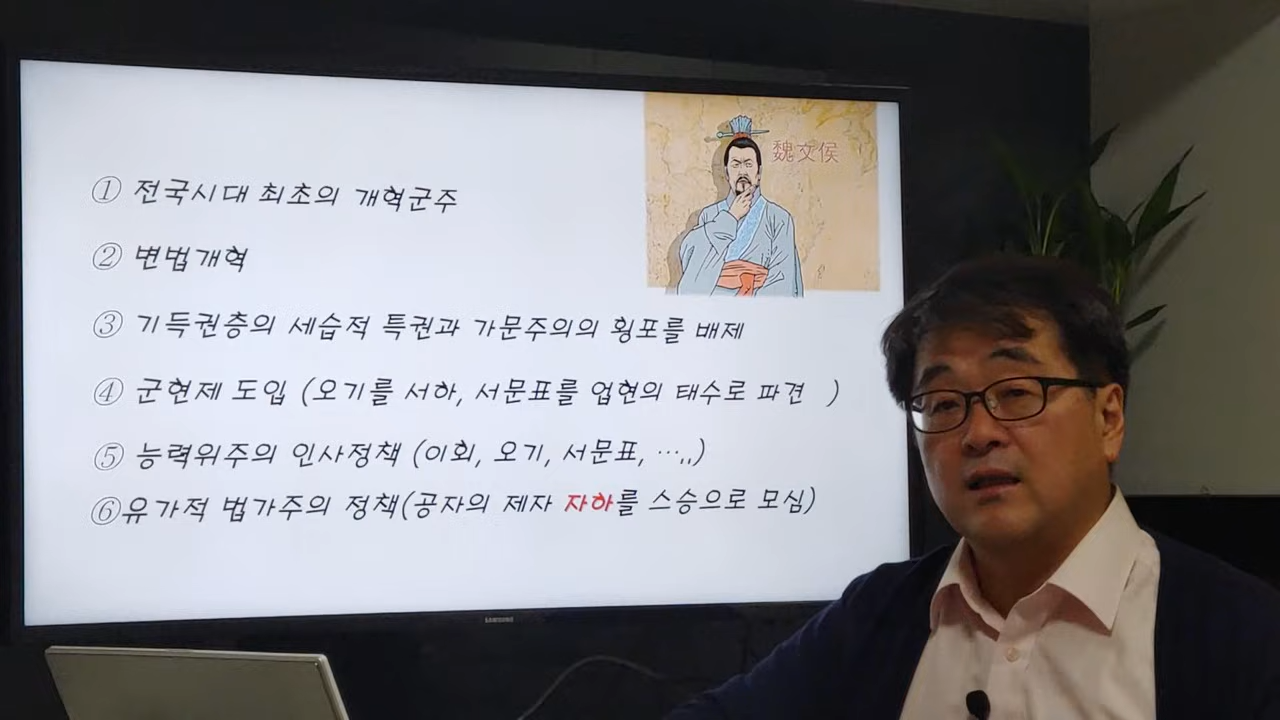 魏文侯
① 전국시대 최초의 개혁군주
② 변법개혁
③ 기득권층의 세습적 특권과 가문주의의 횡포를 배제
④ 군현제 도입 (오기를 서하, 서문표를 업현의 태수로 파견 )
⑤ 능력위주의 인사정책 (이회, 오기, 서문표, …..)
⑥유가적 법가주의 정책(공자의 제자 자하를 스승으로 모심)
SAMSUNG